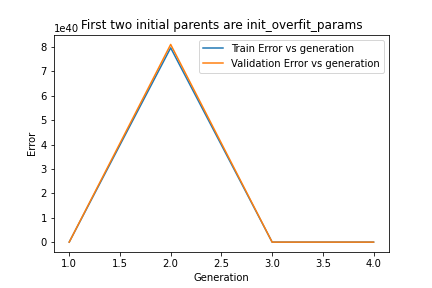 First two initial parents are init_overfit_params
1e40
Train Error vs generation
Validation Error vs generation
8
7
6
5
4
3
2
1
0
Error
1.0 1.5 2.0 2.5 3.0 3.5 4.0
Generation